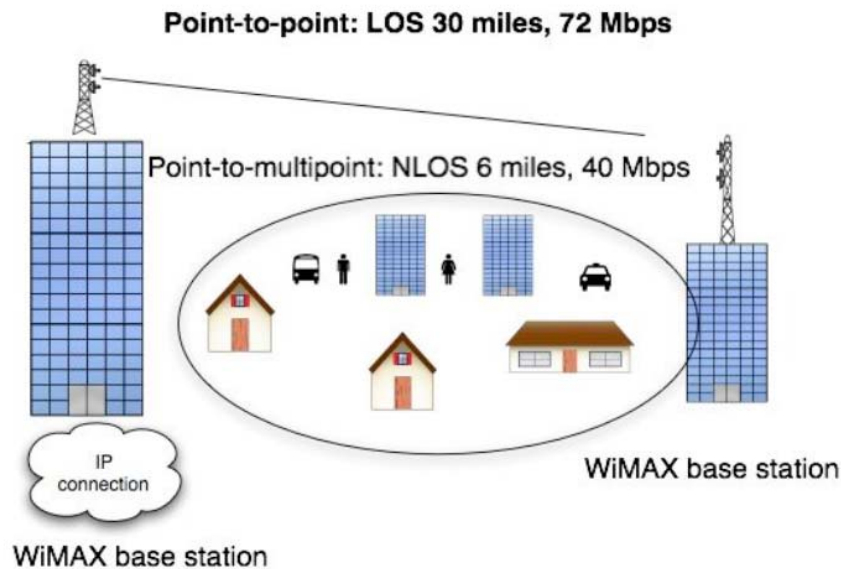 Point-to-point: LOS 30 miles, 72 Mbps
Point-to-multipoint: NLOS 6 miles, 40 Mbps
IP
connection
WiMAX base station
WiMAX base station